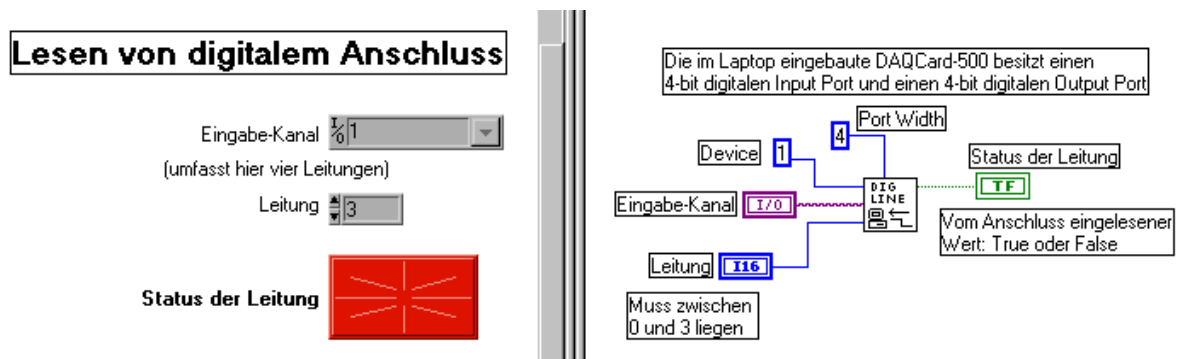 Lesen von digitalem Anschluss
Eingabe-Kanal I/O 1
(umfasst hier vier Leitungen)
Leitung 3
Status der Leitung
Die im Laptop eingebaute DAQCard-500 besitzt einen
4-bit digitalen Input Port und einen 4-bit digitalen Output Port
Port Width
4
Device 1
Status der Leitung
TF
DIG
LINE
Eingabe-Kanal I/O
Vom Anschluss eingelesener
Wert: True oder False
Leitung I16
Muss zwischen
0 und 3 liegen